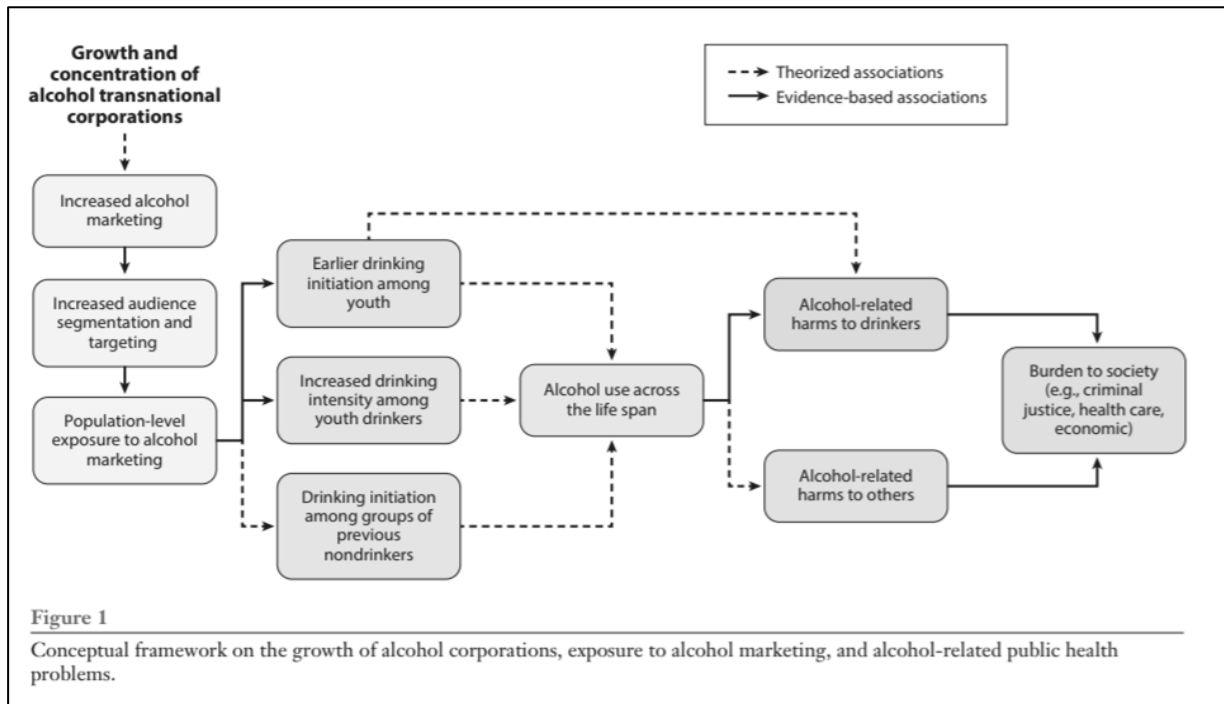 Growth and
concentration of
alcohol transnational
corporations
Theorized associations
Evidence-based associations
Increased alcohol
marketing
Increased audience
segmentation and
targeting
Population-level
exposure to alcohol
marketing
Earlier drinking
initiation among
youth
Increased drinking
intensity among
youth drinkers
Drinking initiation
among groups of
previous
nondrinkers
Alcohol use across
the life span
Alcohol-related
harms to drinkers
Alcohol-related
harms to others
Burden to society
(e.g., criminal
justice, health care,
economic)
Figure 1
Conceptual framework on the growth of alcohol corporations, exposure to alcohol marketing, and alcohol-related public health
problems.